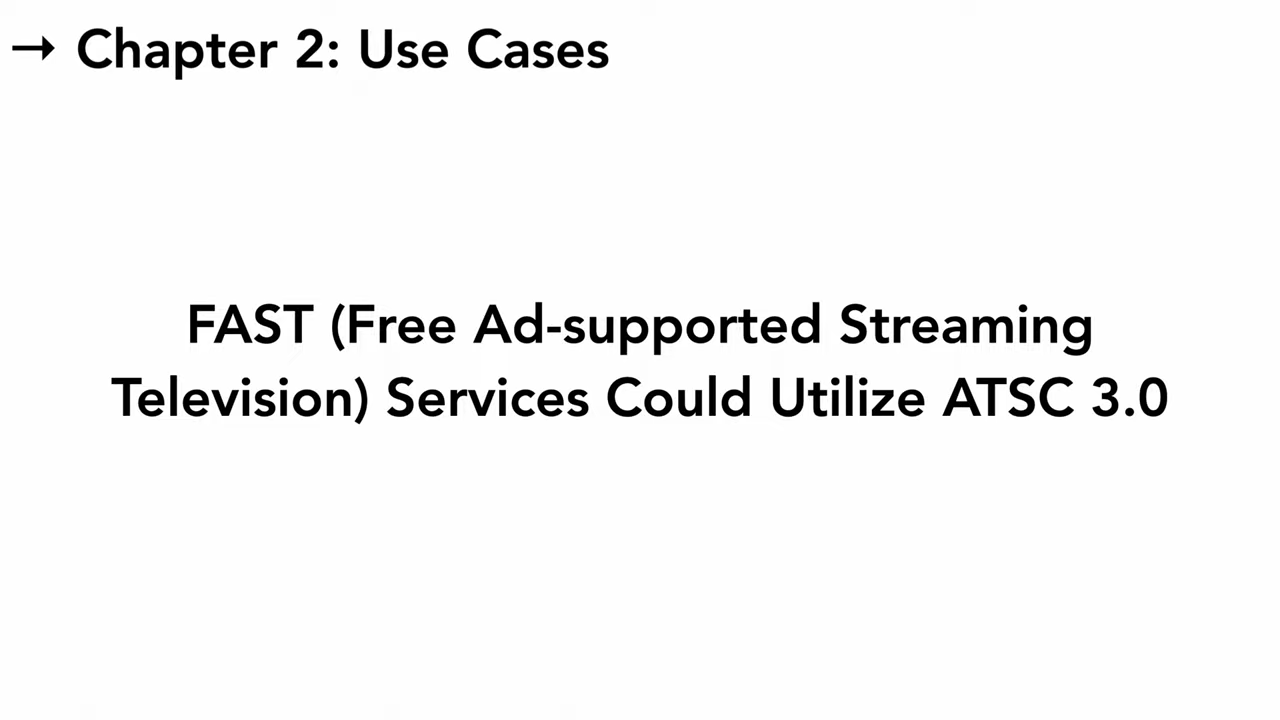 → Chapter 2: Use Cases
FAST (Free Ad-supported Streaming
Television) Services Could Utilize ATSC 3.0